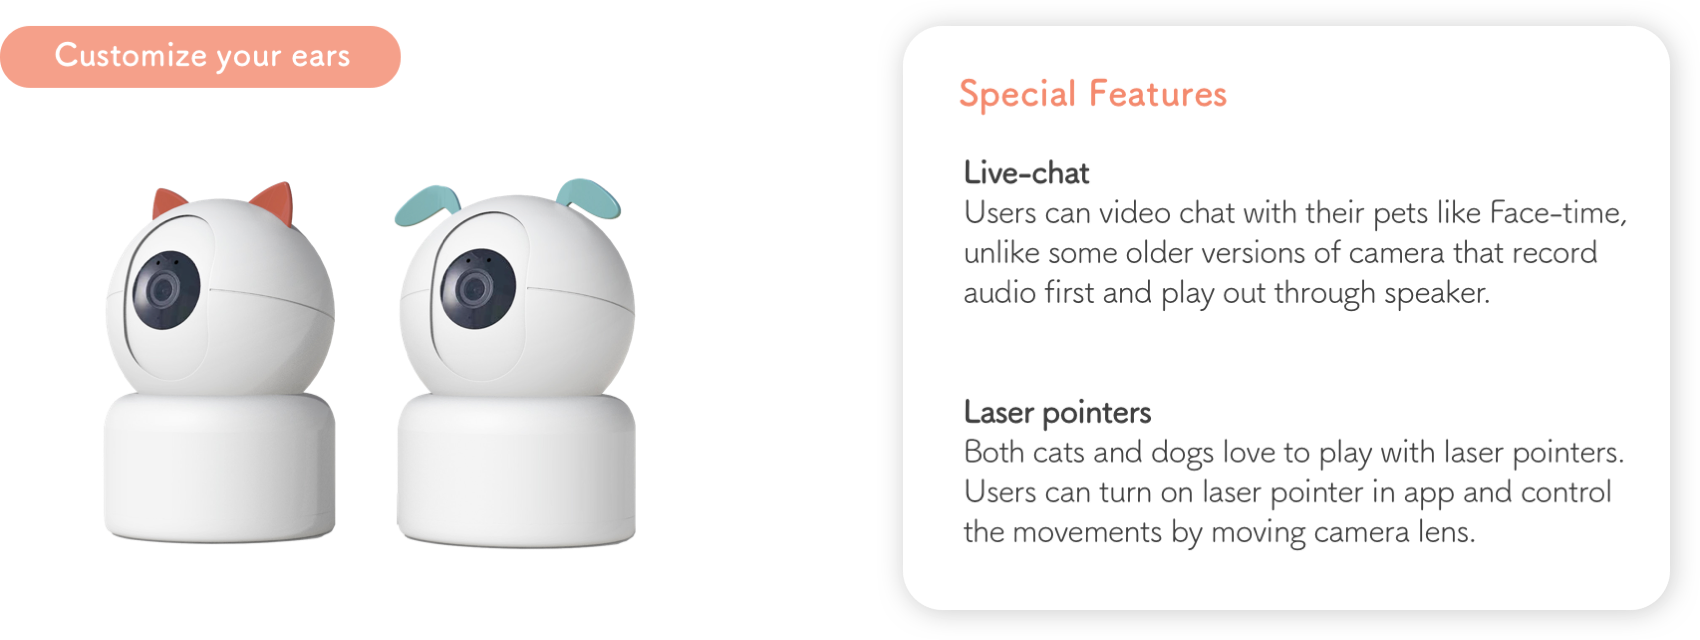 Customize your ears
Special Features
Live-chat
Users can video chat with their pets like Face-time,
unlike some older versions of camera that record
audio first and play out through speaker.
Laser pointers
Both cats and dogs love to play with laser pointers.
Users can turn on laser pointer in app and control
the movements by moving camera lens.